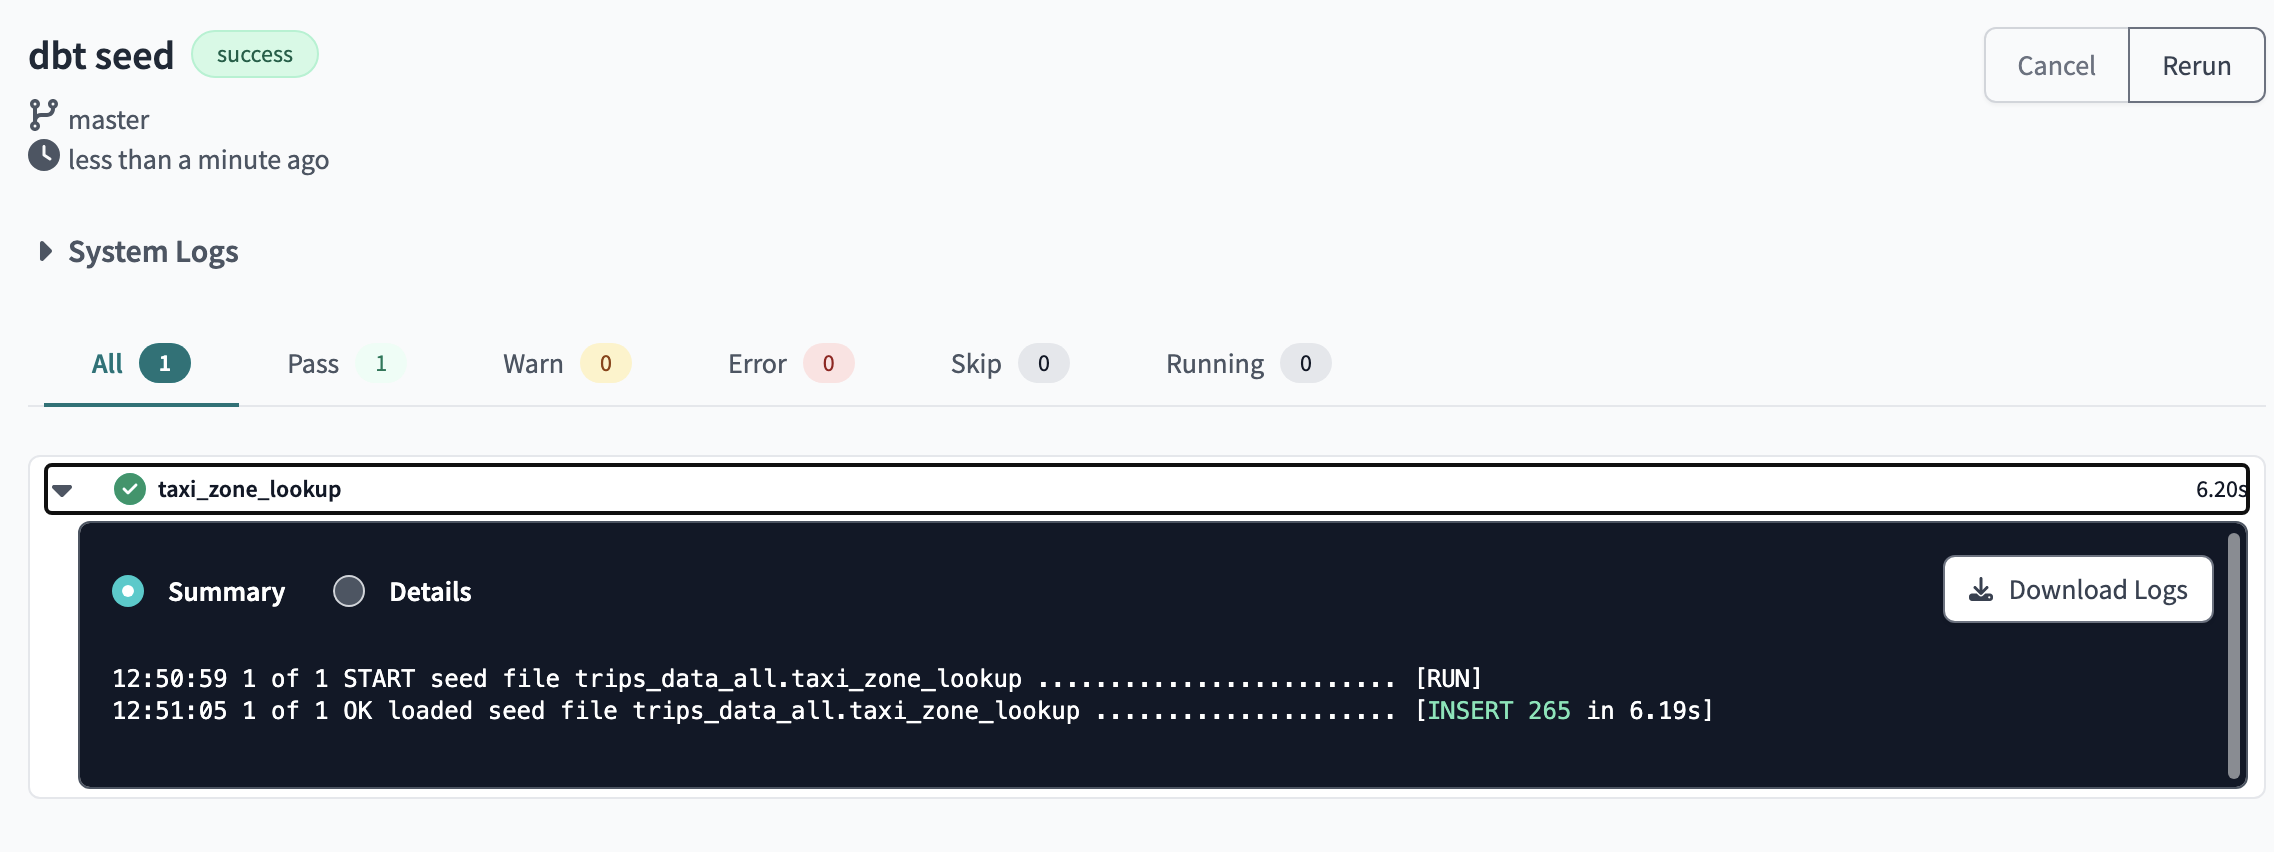 dbt seed success
Cancel Rerun
master
less than a minute ago
System Logs
All 1 Pass 1 Warn 0 Error 0 Skip 0 Running 0
taxi_zone_lookup 6.20s
Summary Details Download Logs
12:50:59 1 of 1 START seed file trips_data_all.taxi_zone_lookup ......................... [RUN]
12:51:05 1 of 1 OK loaded seed file trips_data_all.taxi_zone_lookup ..................... [INSERT 265 in 6.19s]